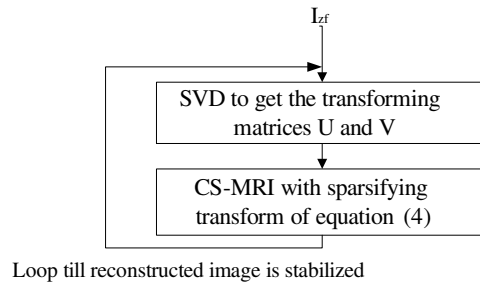 I_zf
SVD to get the transforming
matrices U and V
CS-MRI with sparsifying
transform of equation (4)
Loop till reconstructed image is stabilized